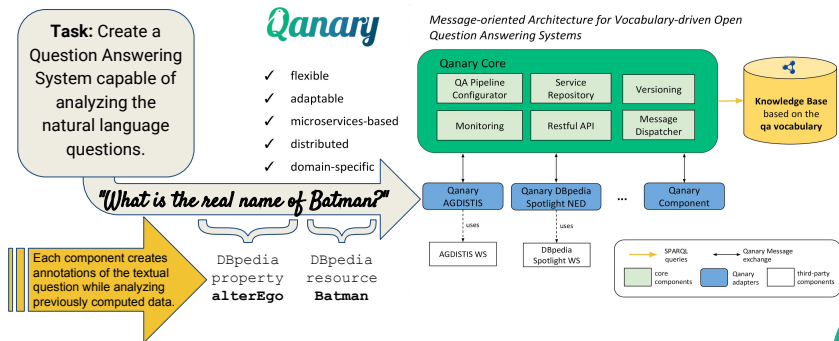 Task: Create a
Question Answering
System capable of
analyzing the
natural language
questions.
Qanary
✓ flexible
✓ adaptable
✓ microservices-based
✓ distributed
✓ domain-specific
"What is the real name of Batman?"
Each component creates
annotations of the textual
question while analyzing
previously computed data.
DBpedia
property
alterEgo
DBpedia
resource
Batman
Message-oriented Architecture for Vocabulary-driven Open
Question Answering Systems
Qanary Core
QA Pipeline
Configurator
Service
Repository
Versioning
Monitoring
Restful API
Message
Dispatcher
Knowledge Base
based on the
qa vocabulary
Qanary
AGDISTIS
Qanary DBpedia
Spotlight NED
...
Qanary
Component
uses
uses
AGDISTIS WS
DBpedia
Spotlight WS
SPARQL
queries
Qanary Message
exchange
core
components
Qanary
adapters
third-party
components